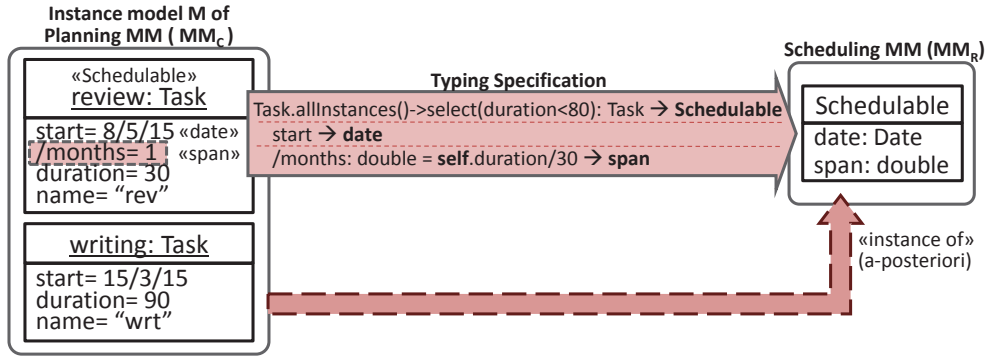 Instance model M of
Planning MM ( MMC)
«Schedulable»
review: Task
start= 8/5/15 «date»
/months= 1 «span»
duration= 30
name= “rev”
writing: Task
start= 15/3/15
duration= 90
name= “wrt”
Typing Specification
Task.allInstances()->select(duration<80): Task → Schedulable
start → date
/months: double = self.duration/30 → span
Scheduling MM (MMR)
Schedulable
date: Date
span: double
«instance of»
(a-posteriori)